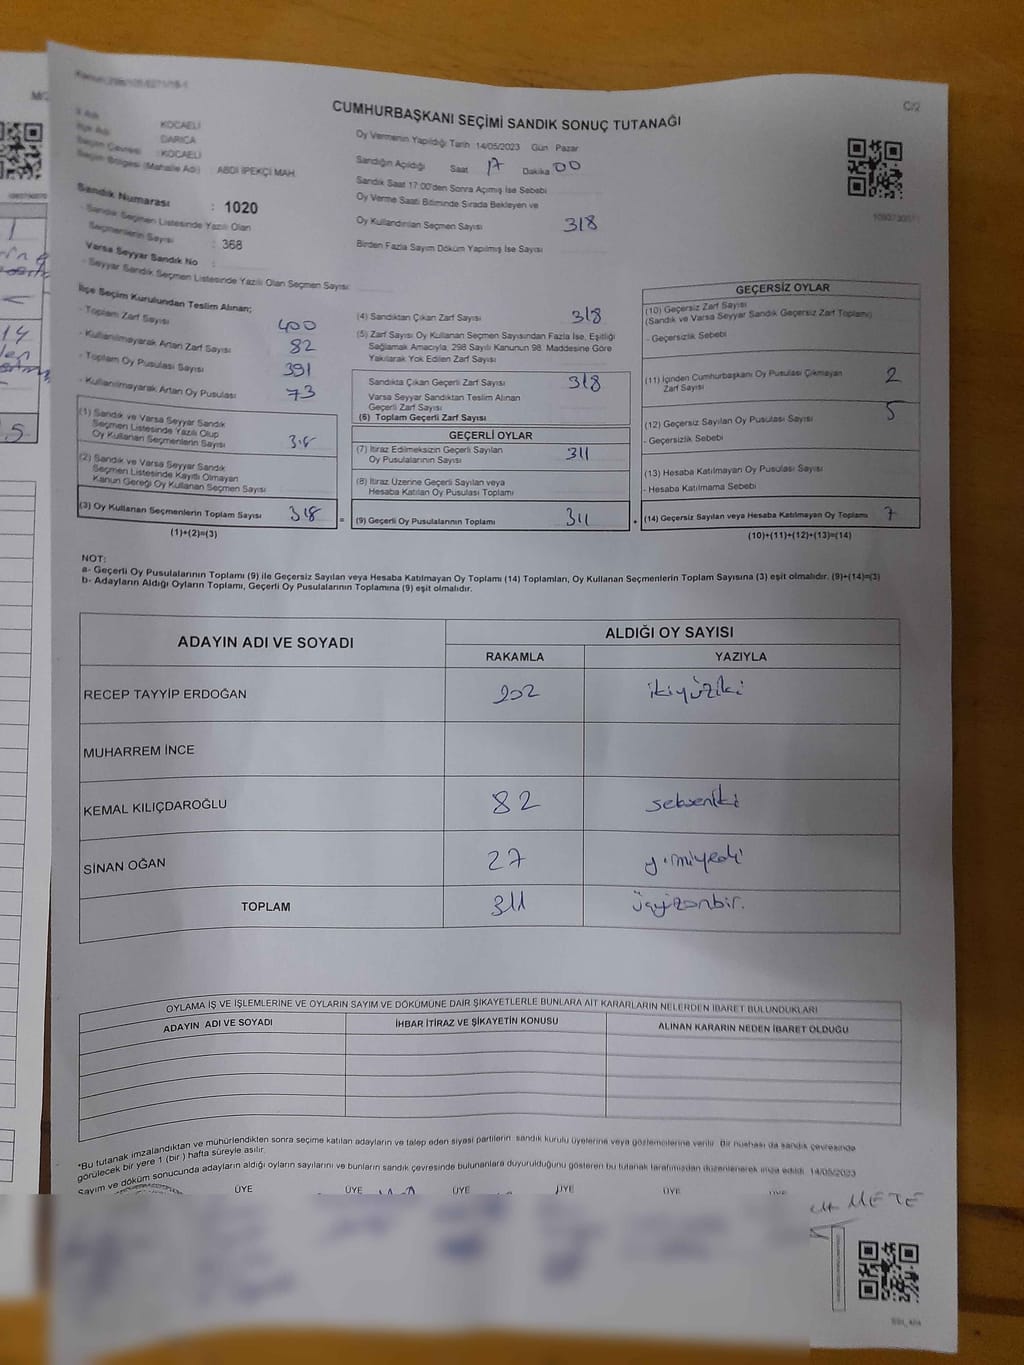 CUMHURBAŞKANI SEÇİMİ SANDIK SONUÇ TUTANAĞI
C/2
KOCAELİ
DARICA
: KOCAELİ
Seçim Bölgesi (Mahalle Adı) : ABDİ İPEKÇİ MAH.
Sandık Numarası : 1020
- Sandık Seçmen Listesinde Yazılı Olan
Seçmenlerin Sayısı : 368
Varsa Seyyar Sandık No :
- Seyyar Sandık Seçmen Listesinde Yazılı Olan Seçmen Sayısı:
Oy Vermenin Yapıldığı Tarih 14/05/2023 Gün Pazar
Sandığın Açıldığı Saat 17 Dakika 00
Sandık Saat 17:00'den Sonra Açımış İse Sebebi
Oy Verme Saati Bitiminde Sırada Bekleyen ve
Oy Kullandırılan Seçmen Sayısı 318
Birden Fazla Sayım Döküm Yapılmış İse Sayısı
İlçe Seçim Kurulundan Teslim Alınan;
- Toplam Zarf Sayısı 400
- Kullanılmayarak Artan Zarf Sayısı 82
- Toplam Oy Pusulası Sayısı 391
- Kullanılmayarak Artan Oy Pusulası 73
(1) Sandık ve Varsa Seyyar Sandık
Seçmen Listesinde Yazılı Olup
Oy Kullanan Seçmenlerin Sayısı 318
(2) Sandık ve Varsa Seyyar Sandık
Seçmen Listesinde Kayıtlı Olmayan
Kanun Gereği Oy Kullanan Seçmen Sayısı
(3) Oy Kullanan Seçmenlerin Toplam Sayısı 318
(1)+(2)=(3)
(4) Sandıktan Çıkan Zarf Sayısı 318
(5) Zarf Sayısı Oy Kullanan Seçmen Sayısından Fazla İse, Eşitliği
Sağlamak Amacıyla, 298 Sayılı Kanunun 98. Maddesine Göre
Yakılarak Yok Edilen Zarf Sayısı
Sandıkta Çıkan Geçerli Zarf Sayısı 318
Varsa Seyyar Sandıktan Teslim Alınan
Geçerli Zarf Sayısı
(6) Toplam Geçerli Zarf Sayısı
GEÇERLİ OYLAR
(7) İtiraz Edilmeksizin Geçerli Sayılan
Oy Pusulalarının Sayısı 311
(8) İtiraz Üzerine Geçerli Sayılan veya
Hesaba Katılan Oy Pusulası Toplamı
= (9) Geçerli Oy Pusulalarının Toplamı 311
GEÇERSİZ OYLAR
(10) Geçersiz Zarf Sayısı
(Sandık ve Varsa Seyyar Sandık Geçersiz Zarf Toplamı)
- Geçersizlik Sebebi
(11) İçinden Cumhurbaşkanı Oy Pusulası Çıkmayan
Zarf Sayısı 2
(12) Geçersiz Sayılan Oy Pusulası Sayısı 5
- Geçersizlik Sebebi
(13) Hesaba Katılmayan Oy Pusulası Sayısı
- Hesaba Katılmama Sebebi
+ (14) Geçersiz Sayılan veya Hesaba Katılmayan Oy Toplamı 7
(10)+(11)+(12)+(13)=(14)
NOT:
a- Geçerli Oy Pusulalarının Toplamı (9) ile Geçersiz Sayılan veya Hesaba Katılmayan Oy Toplamı (14) Toplamları, Oy Kullanan Seçmenlerin Toplam Sayısına (3) eşit olmalıdır. (9)+(14)=(3)
b- Adayların Aldığı Oyların Toplamı, Geçerli Oy Pusulalarının Toplamına (9) eşit olmalıdır.
ADAYIN ADI VE SOYADI
ALDIĞI OY SAYISI
RAKAMLA YAZIYLA
RECEP TAYYİP ERDOĞAN 202 ikiyüziki
MUHARREM İNCE
KEMAL KILIÇDAROĞLU 82 sekseniki
SİNAN OĞAN 27 yirmiyedi
TOPLAM 311 üçyüzonbir.
OYLAMA İŞ VE İŞLEMLERİNE VE OYLARIN SAYIM VE DÖKÜMÜNE DAİR ŞİKAYETLERLE BUNLARA AİT KARARLARIN NELERDEN İBARET BULUNDUKLARI
ADAYIN ADI VE SOYADI İHBAR İTİRAZ VE ŞİKAYETİN KONUSU ALINAN KARARIN NEDEN İBARET OLDUĞU
*Bu tutanak imzalandıktan ve mühürlendikten sonra seçime katılan adayların ve talep eden siyasi partilerin sandık kurulu üyelerine veya gözlemcilerine verilir. Bir nüshası da sandık çevresinde
görülecek bir yere 1 (bir ) hafta süreyle asılır.
Sayım ve döküm sonucunda adayların aldığı oyların sayılarını ve bunların sandık çevresinde bulunanlara duyurulduğunu gösteren bu tutanak tarafımızdan düzenlenerek imza edildi. 14/05/2023
ÜYE ÜYE ÜYE ÜYE ÜYE
METE